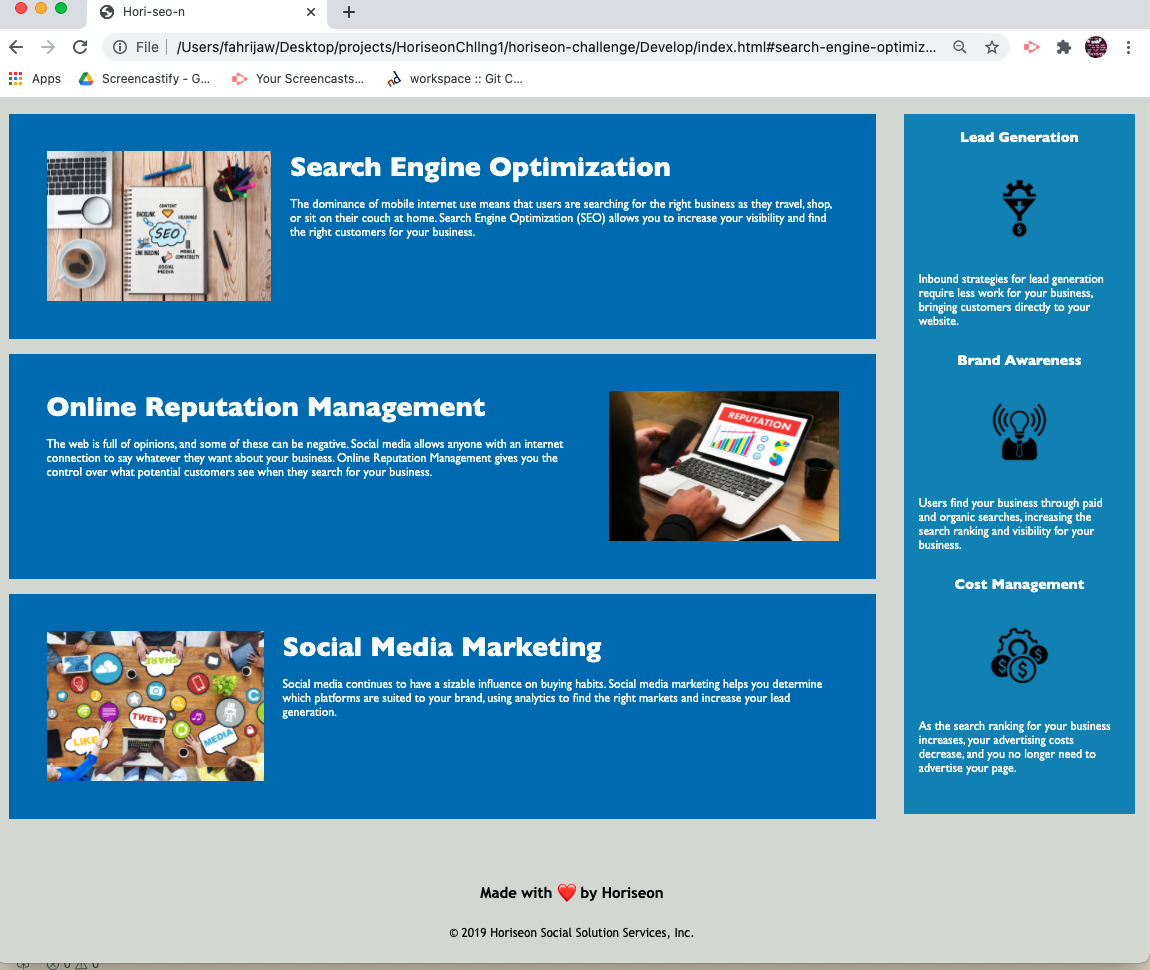 Hori-seo-n
File
/Users/fahrijaw/Desktop/projects/HoriseonChllng1/horiseon-challenge/Develop/index.html#search-engine-optimiz...
Apps
Screencastify - G...
Your Screencasts...
workspace :: Git C...
Search Engine Optimization
The dominance of mobile internet use means that users are searching for the right business as they travel, shop,
or sit on their couch at home. Search Engine Optimization (SEO) allows you to increase your visibility and find
the right customers for your business.
CONTENT
BACKLINK
HEADINGS
SEO
LINK BUILDING
MOBILE
COMPATIBILITY
SOCIAL
MEDIA
Online Reputation Management
The web is full of opinions, and some of these can be negative. Social media allows anyone with an internet
connection to say whatever they want about your business. Online Reputation Management gives you the
control over what potential customers see when they search for your business.
REPUTATION
Social Media Marketing
Social media continues to have a sizable influence on buying habits. Social media marketing helps you determine
which platforms are suited to your brand, using analytics to find the right markets and increase your lead
generation.
SHARE
TWEET
LIKE
MEDIA
Lead Generation
$
Inbound strategies for lead generation
require less work for your business,
bringing customers directly to your
website.
Brand Awareness
Users find your business through paid
and organic searches, increasing the
search ranking and visibility for your
business.
Cost Management
$ $ $
As the search ranking for your business
increases, your advertising costs
decrease, and you no longer need to
advertise your page.
Made with ❤️ by Horiseon
© 2019 Horiseon Social Solution Services, Inc.
0 0